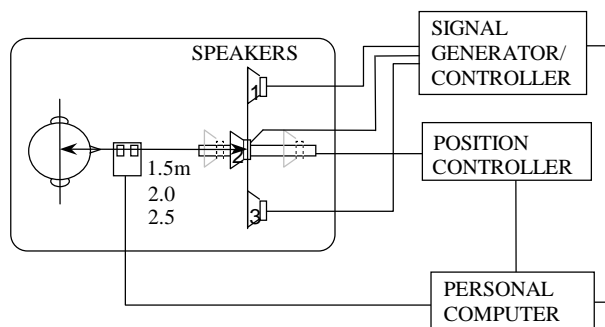 SPEAKERS
1
2
3
1.5m
2.0
2.5
SIGNAL
GENERATOR/
CONTROLLER
POSITION
CONTROLLER
PERSONAL
COMPUTER